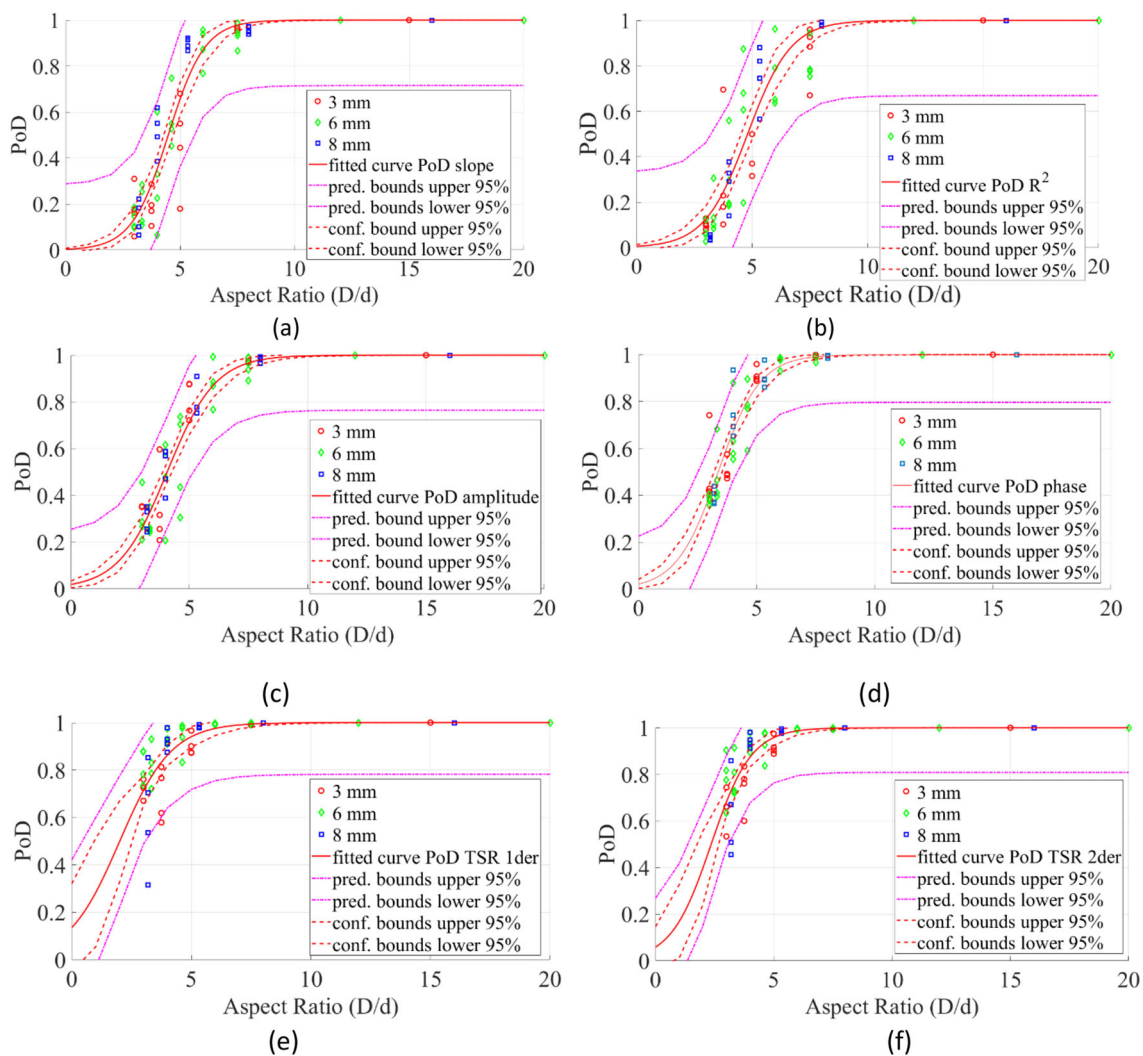 1
0.8
0.6
0.4
0.2
0
PoD
3 mm
6 mm
8 mm
fitted curve PoD slope
pred. bounds upper 95%
pred. bounds lower 95%
conf. bound upper 95%
conf. bound lower 95%
0 5 10 15 20
Aspect Ratio (D/d)
(a)
1
0.8
0.6
0.4
0.2
0
PoD
3 mm
6 mm
8 mm
fitted curve PoD R²
pred. bounds upper 95%
pred. bounds lower 95%
conf. bound upper 95%
conf. bound lower 95%
0 5 10 15 20
Aspect Ratio (D/d)
(b)
1
0.8
0.6
0.4
0.2
0
PoD
3 mm
6 mm
8 mm
fitted curve PoD amplitude
pred. bound upper 95%
pred. bound lower 95%
conf. bound upper 95%
conf. bound lower 95%
0 5 10 15 20
Aspect Ratio (D/d)
(c)
1
0.8
0.6
0.4
0.2
0
PoD
3 mm
6 mm
8 mm
fitted curve PoD phase
pred. bounds upper 95%
pred. bounds lower 95%
conf. bounds upper 95%
conf. bounds lower 95%
0 5 10 15 20
Aspect Ratio (D/d)
(d)
1
0.8
0.6
0.4
0.2
0
PoD
3 mm
6 mm
8 mm
fitted curve PoD TSR 1der
pred. bounds upper 95%
pred. bounds lower 95%
conf. bounds upper 95%
conf. bounds lower 95%
0 5 10 15 20
Aspect Ratio (D/d)
(e)
1
0.8
0.6
0.4
0.2
0
PoD
3 mm
6 mm
8 mm
fitted curve PoD TSR 2der
pred. bounds upper 95%
pred. bounds lower 95%
conf. bounds upper 95%
conf. bounds lower 95%
0 5 10 15 20
Aspect Ratio (D/d)
(f)